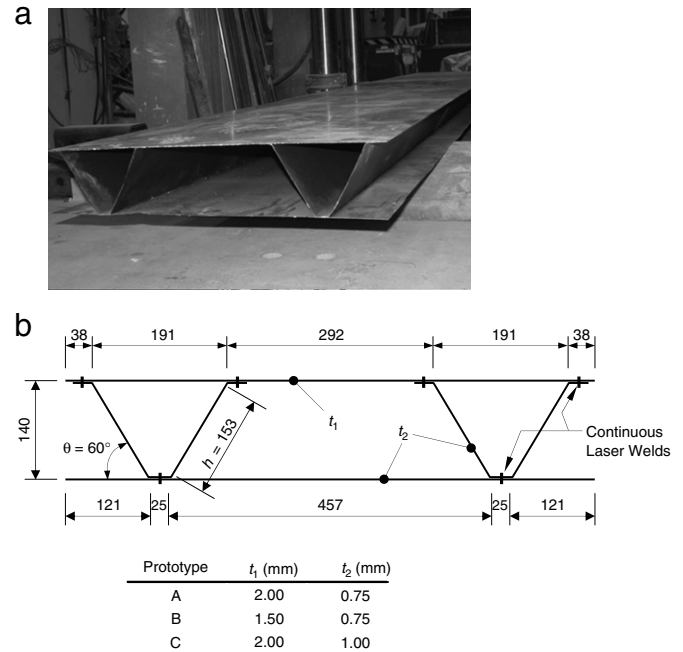 a
b
38 191 292 191 38
140
θ = 60°
h = 153
t1
t2
Continuous
Laser Welds
121 25 457 25 121
Prototype t1 (mm) t2 (mm)
A 2.00 0.75
B 1.50 0.75
C 2.00 1.00